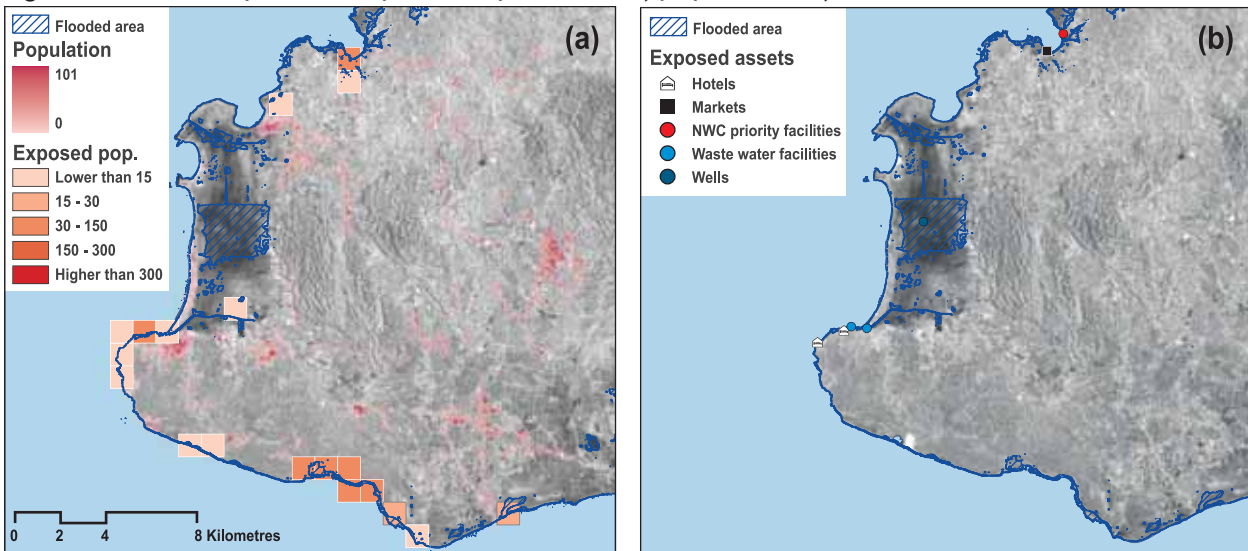 (a)
Flooded area
Population
101
0
Exposed pop.
Lower than 15
15 - 30
30 - 150
150 - 300
Higher than 300
0 2 4 8 Kilometres
(b)
Flooded area
Exposed assets
Hotels
Markets
NWC priority facilities
Waste water facilities
Wells